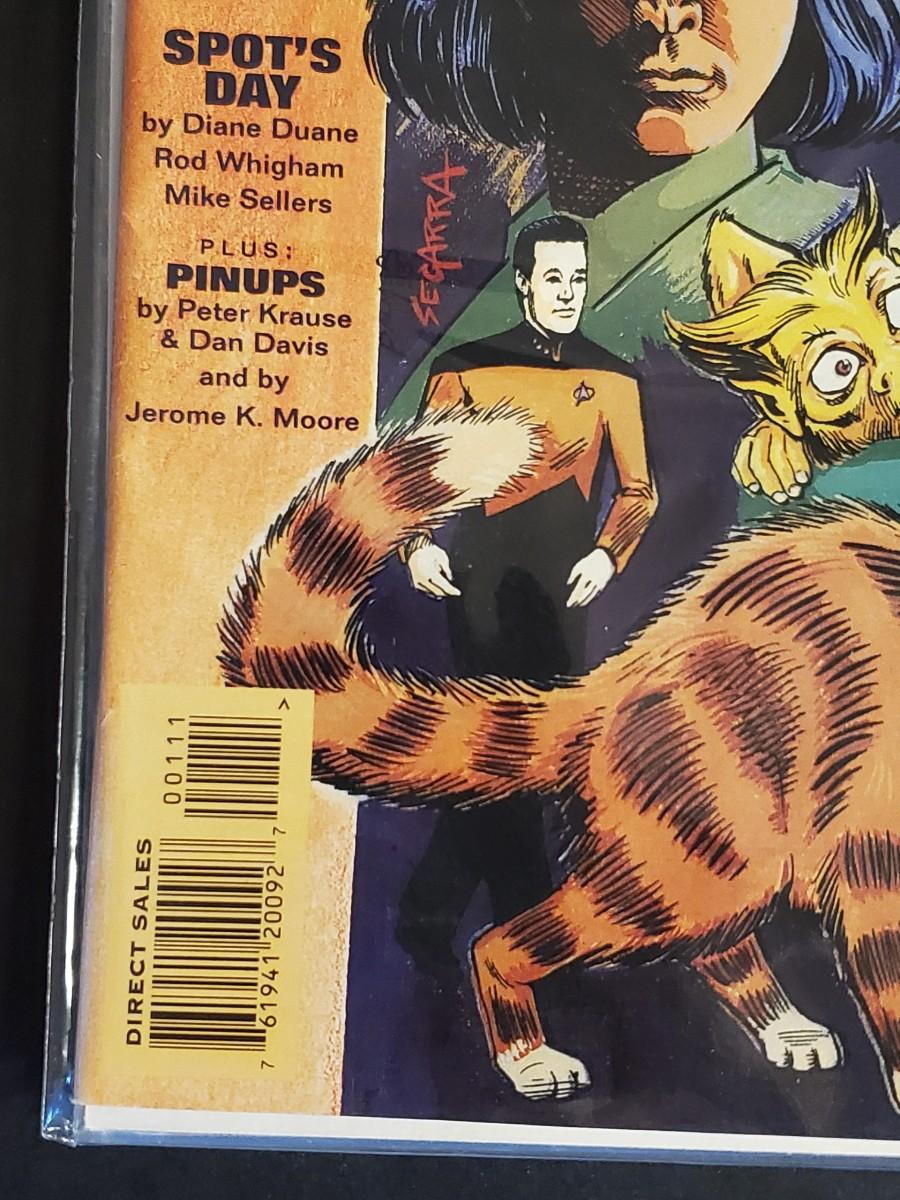 SPOT'S
DAY
by Diane Duane
Rod Whigham
Mike Sellers
PLUS:
PINUPS
by Peter Krause
& Dan Davis
and by
Jerome K. Moore
SEGARRA
00111 >
DIRECT SALES
7 61941 20092 7